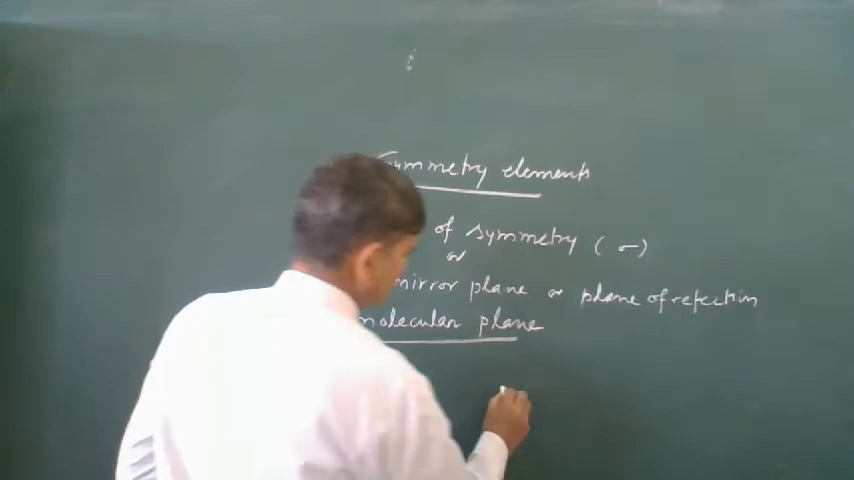 Symmetry elements
of symmetry ( σ )
or
mirror plane or plane of reflection
molecular plane